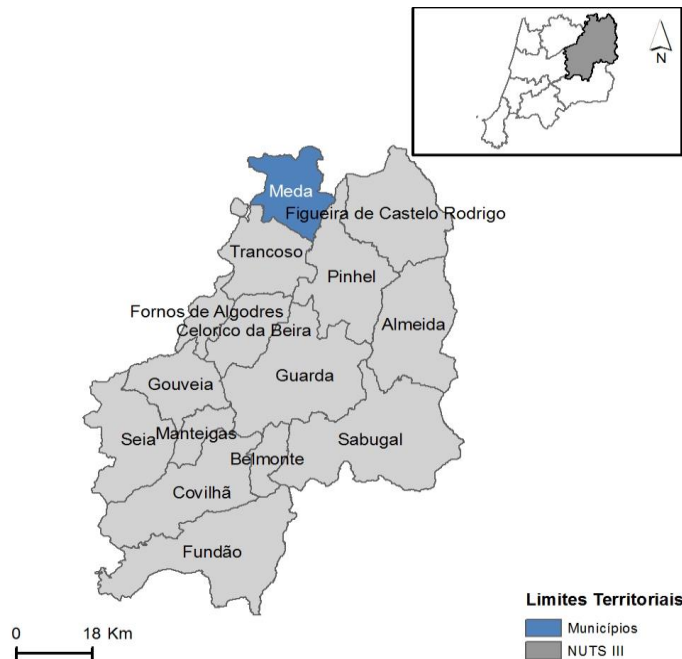 N
Meda
Figueira de Castelo Rodrigo
Trancoso
Pinhel
Fornos de Algodres
Almeida
Celorico da Beira
Guarda
Gouveia
Manteigas
Seia
Sabugal
Belmonte
Covilhã
Fundão
Limites Territoriais
0 18 Km
Municípios
NUTS III